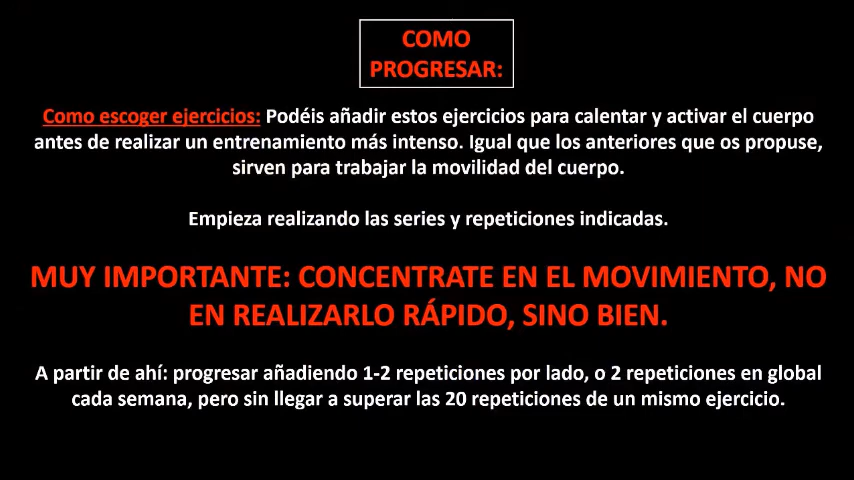 COMO
PROGRESAR:
Como escoger ejercicios: Podéis añadir estos ejercicios para calentar y activar el cuerpo
antes de realizar un entrenamiento más intenso. Igual que los anteriores que os propuse,
sirven para trabajar la movilidad del cuerpo.
Empieza realizando las series y repeticiones indicadas.
MUY IMPORTANTE: CONCENTRATE EN EL MOVIMIENTO, NO
EN REALIZARLO RÁPIDO, SINO BIEN.
A partir de ahí: progresar añadiendo 1-2 repeticiones por lado, o 2 repeticiones en global
cada semana, pero sin llegar a superar las 20 repeticiones de un mismo ejercicio.